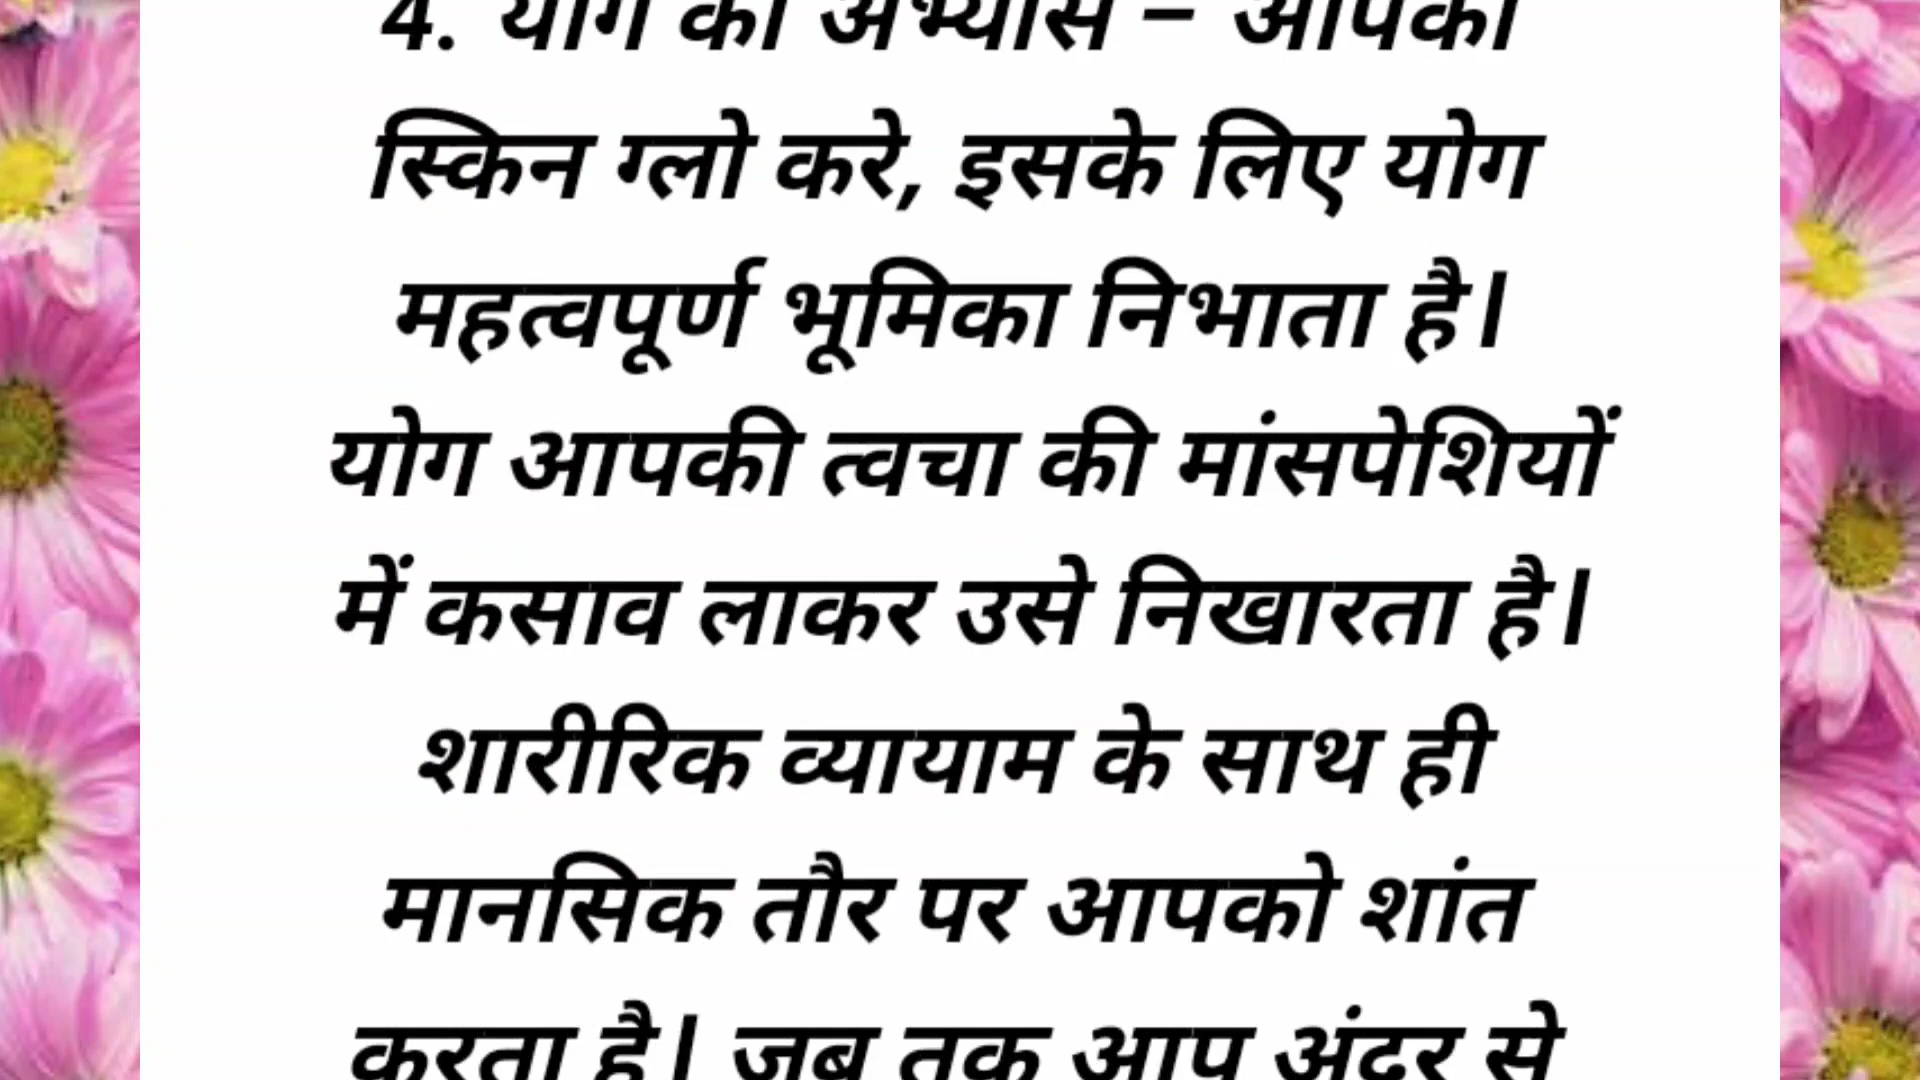 4. योग का अभ्यास – आपकी
स्किन ग्लो करे, इसके लिए योग
महत्वपूर्ण भूमिका निभाता है।
योग आपकी त्वचा की मांसपेशियों
में कसाव लाकर उसे निखारता है।
शारीरिक व्यायाम के साथ ही
मानसिक तौर पर आपको शांत
करता है। जब तक आप अंदर से